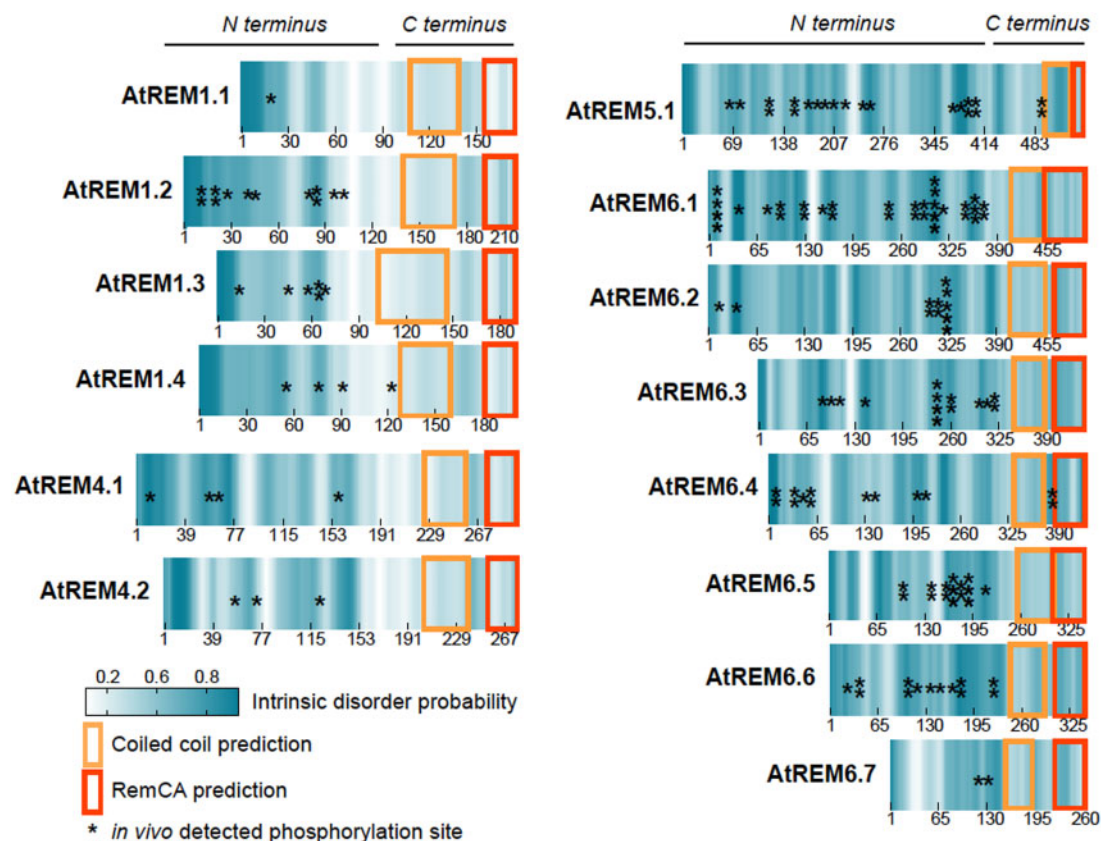 N terminus C terminus
AtREM1.1
*
1 30 60 90 120 150
AtREM1.2
1 30 60 90 120 150 180 210
AtREM1.3
1 30 60 90 120 150 180
AtREM1.4
1 30 60 90 120 150 180
AtREM4.1
1 39 77 115 153 191 229 267
AtREM4.2
1 39 77 115 153 191 229 267
0.2 0.6 0.8
Intrinsic disorder probability
Coiled coil prediction
RemCA prediction
* in vivo detected phosphorylation site
N terminus C terminus
AtREM5.1
1 69 138 207 276 345 414 483
AtREM6.1
1 65 130 195 260 325 390 455
AtREM6.2
1 65 130 195 260 325 390 455
AtREM6.3
1 65 130 195 260 325 390
AtREM6.4
1 65 130 195 260 325 390
AtREM6.5
1 65 130 195 260 325
AtREM6.6
1 65 130 195 260 325
AtREM6.7
1 65 130 195 260